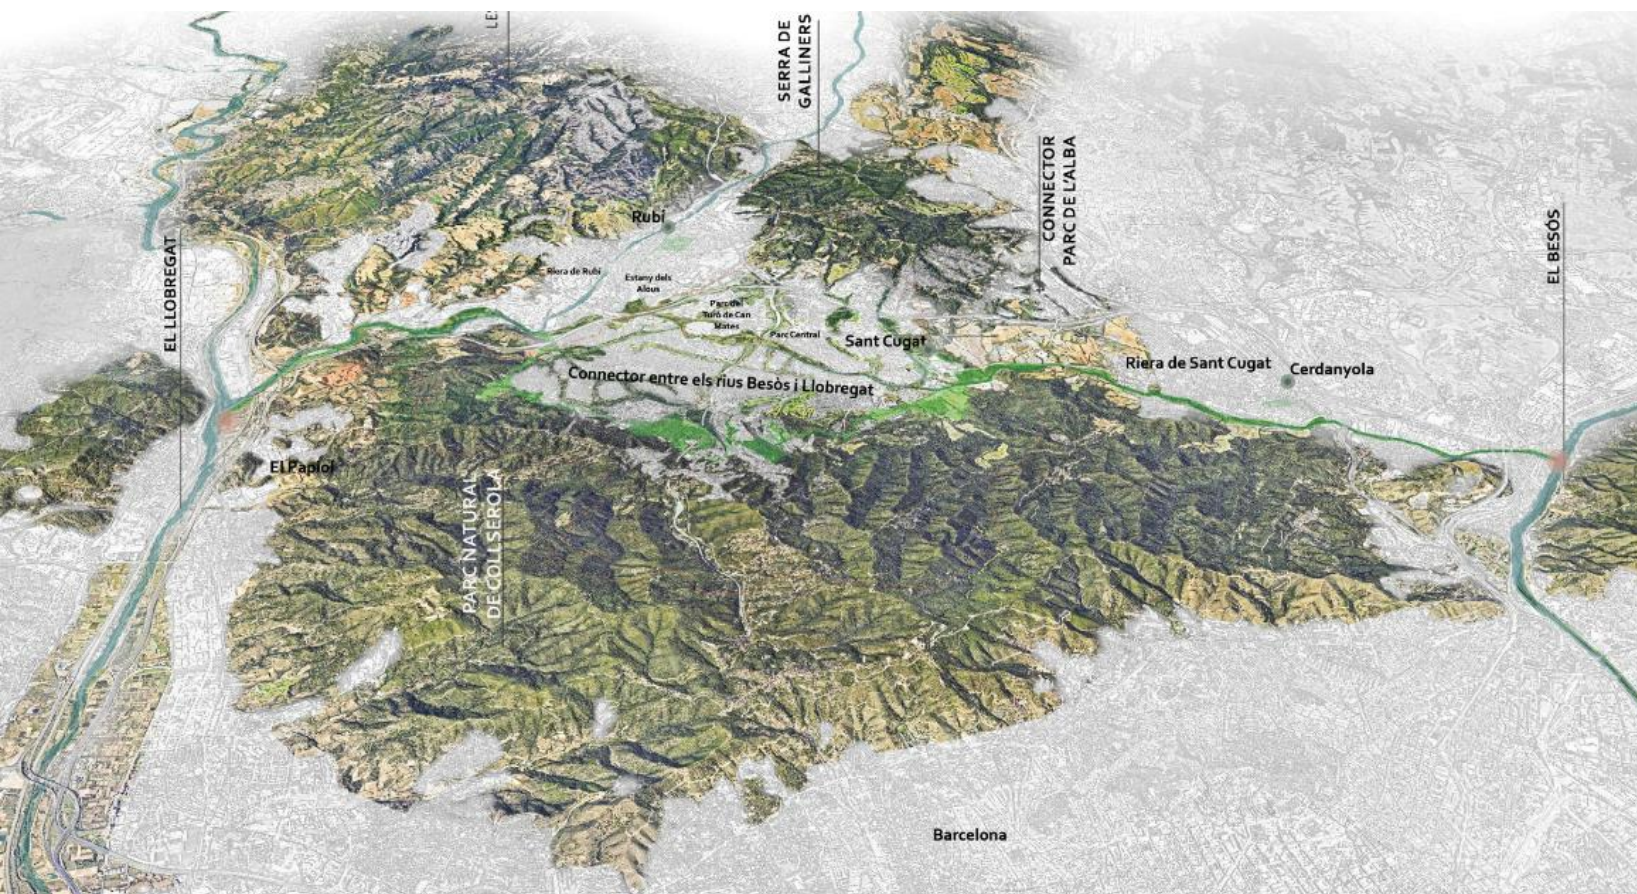 SERRA DE
GALLINERS
CONNECTOR
PARC DE L'ALBA
EL BESÒS
EL LLOBREGAT
Rubí
Riera de Rubí
Estany dels
Alous
Parc del
Turó de Can
Mates
Parc Central
Sant Cugat
Riera de Sant Cugat
Cerdanyola
Connector entre els rius Besòs i Llobregat
El Papiol
PARC NATURAL
DE COLLSEROLA
Barcelona